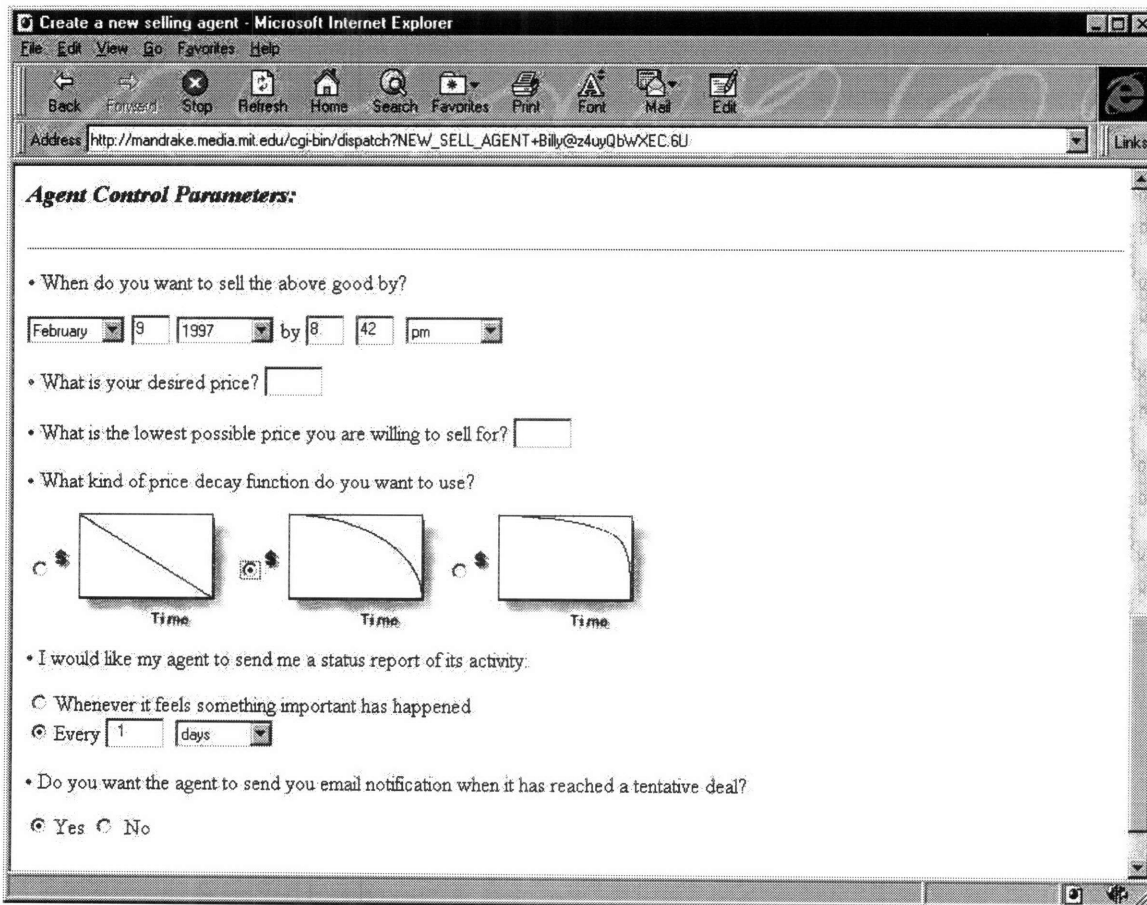 Create a new selling agent - Microsoft Internet Explorer
File Edit View Go Favorites Help
Back Forward Stop Refresh Home Search Favorites Print Font Mail Edit
Address http://mandrake.media.mit.edu/cgi-bin/dispatch?NEW_SELL_AGENT+Billy@z4uyQbWXEC.6U Links
Agent Control Parameters:
• When do you want to sell the above good by?
February 9 1997 by 8 42 pm
• What is your desired price?
• What is the lowest possible price you are willing to sell for?
• What kind of price decay function do you want to use?
$ $ $
Time Time Time
• I would like my agent to send me a status report of its activity:
Whenever it feels something important has happened
Every 1 days
• Do you want the agent to send you email notification when it has reached a tentative deal?
Yes No